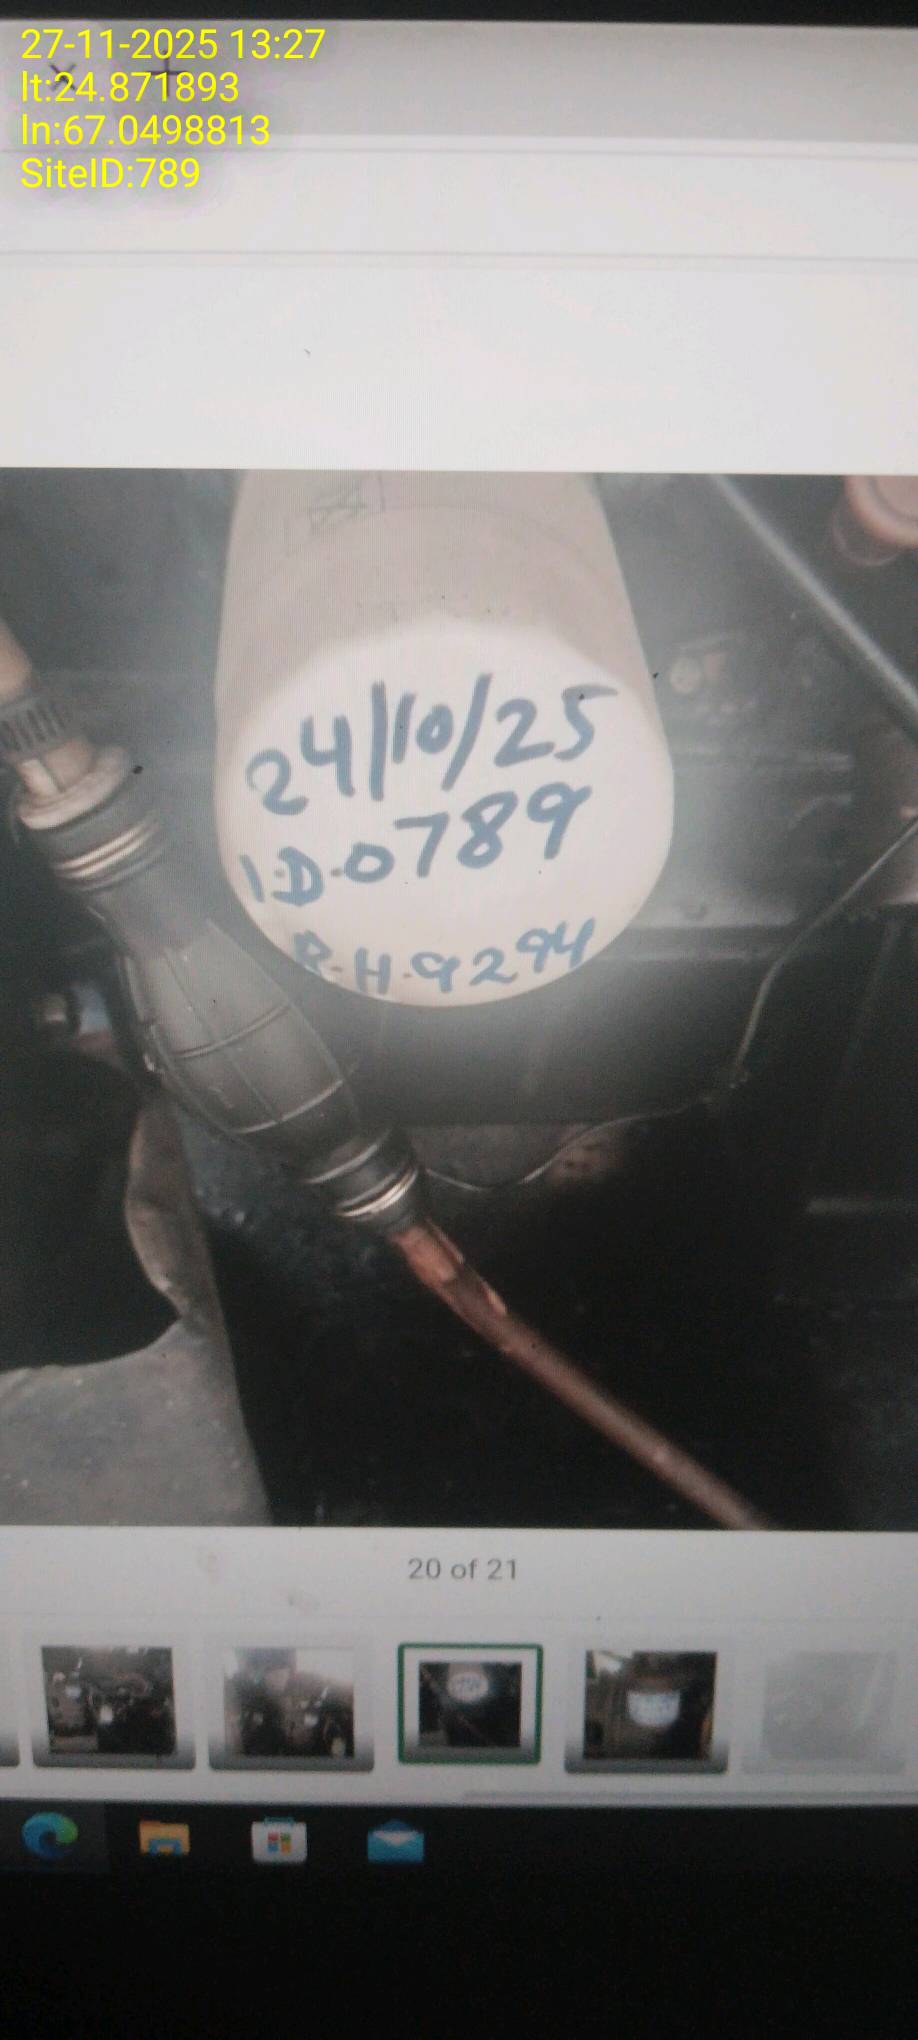 27-11-2025 13:27
lt:24.871893
ln:67.0498813
SiteID:789
24/10/25
I.D.0789
R.H.9294
20 of 21